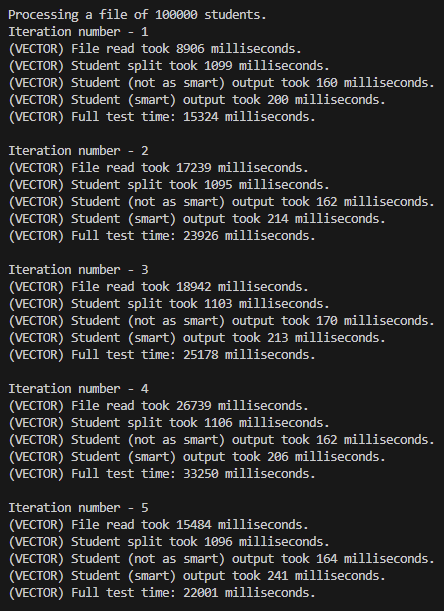 Processing a file of 100000 students.
Iteration number - 1
(VECTOR) File read took 8906 milliseconds.
(VECTOR) Student split took 1099 milliseconds.
(VECTOR) Student (not as smart) output took 160 milliseconds.
(VECTOR) Student (smart) output took 200 milliseconds.
(VECTOR) Full test time: 15324 milliseconds.
Iteration number - 2
(VECTOR) File read took 17239 milliseconds.
(VECTOR) Student split took 1095 milliseconds.
(VECTOR) Student (not as smart) output took 162 milliseconds.
(VECTOR) Student (smart) output took 214 milliseconds.
(VECTOR) Full test time: 23926 milliseconds.
Iteration number - 3
(VECTOR) File read took 18942 milliseconds.
(VECTOR) Student split took 1103 milliseconds.
(VECTOR) Student (not as smart) output took 170 milliseconds.
(VECTOR) Student (smart) output took 213 milliseconds.
(VECTOR) Full test time: 25178 milliseconds.
Iteration number - 4
(VECTOR) File read took 26739 milliseconds.
(VECTOR) Student split took 1106 milliseconds.
(VECTOR) Student (not as smart) output took 162 milliseconds.
(VECTOR) Student (smart) output took 206 milliseconds.
(VECTOR) Full test time: 33250 milliseconds.
Iteration number - 5
(VECTOR) File read took 15484 milliseconds.
(VECTOR) Student split took 1096 milliseconds.
(VECTOR) Student (not as smart) output took 164 milliseconds.
(VECTOR) Student (smart) output took 241 milliseconds.
(VECTOR) Full test time: 22001 milliseconds.